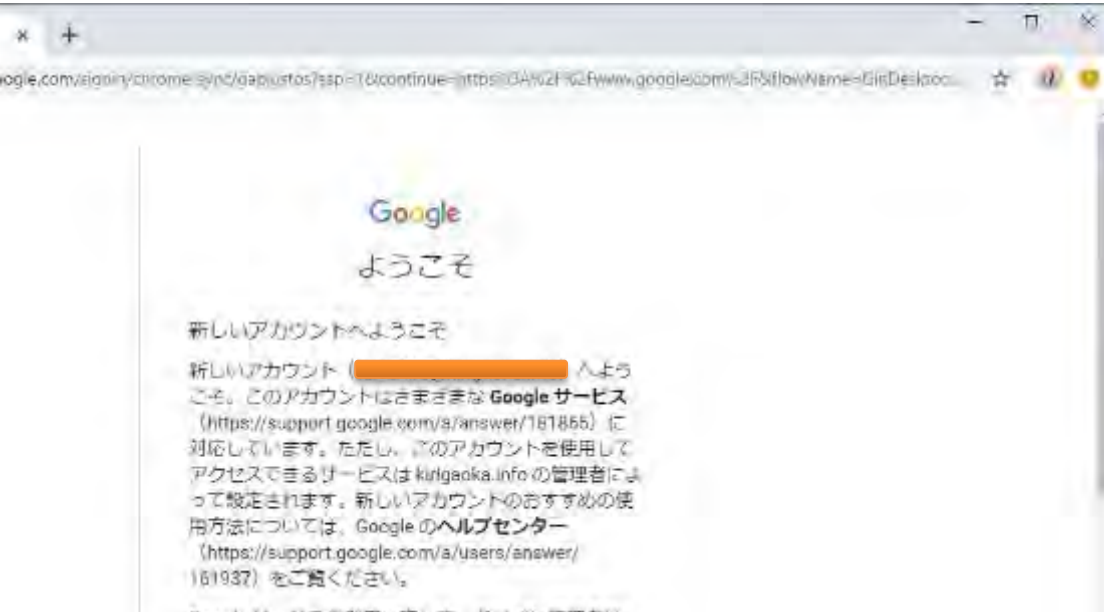 Google
ようこそ
新しいアカウントへようこそ
新しいアカウント（ へよう
こそ。このアカウントはさまざまな Google サービス
（https://support.google.com/a/answer/181865）に
対応しています。ただし、このアカウントを使用して
アクセスできるサービスは kirigaoka.info の管理者によ
って設定されます。新しいアカウントのおすすめの使
用方法については、Google のヘルプセンター
（https://support.google.com/a/users/answer/
161937）をご覧ください。